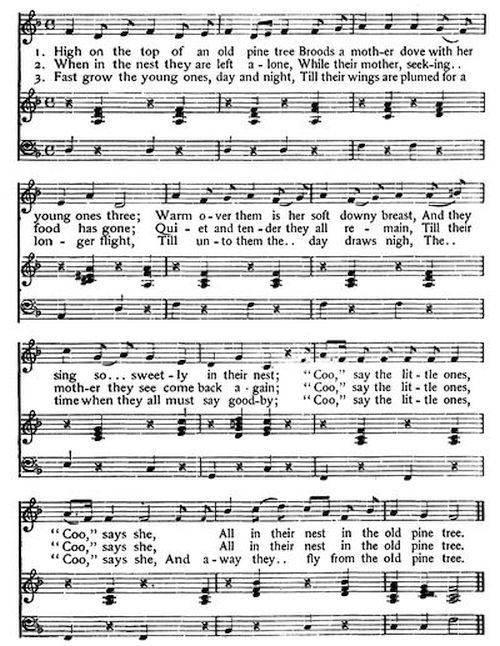 1. High on the top of an old pine tree Broods a moth-er dove with her
2. When in the nest they are left a-lone, While their mother, seek-ing..
3. Fast grow the young ones, day and night, Till their wings are plumed for a
young ones three; Warm o-ver them is her soft downy breast, And they
food has gone; Qui-et and ten-der they all re-main, Till their
lon-ger flight, Till un-to them the.. day draws nigh, The..
sing so... sweet-ly in their nest; "Coo," say the lit-tle ones,
moth-er they see come back a-gain; "Coo," say the lit-tle ones,
time when they all must say good-by; "Coo," say the lit-tle ones,
"Coo," says she, All in their nest in the old pine tree.
"Coo," says she, All in their nest in the old pine tree.
"Coo," says she, And a-way they.. fly from the old pine tree.